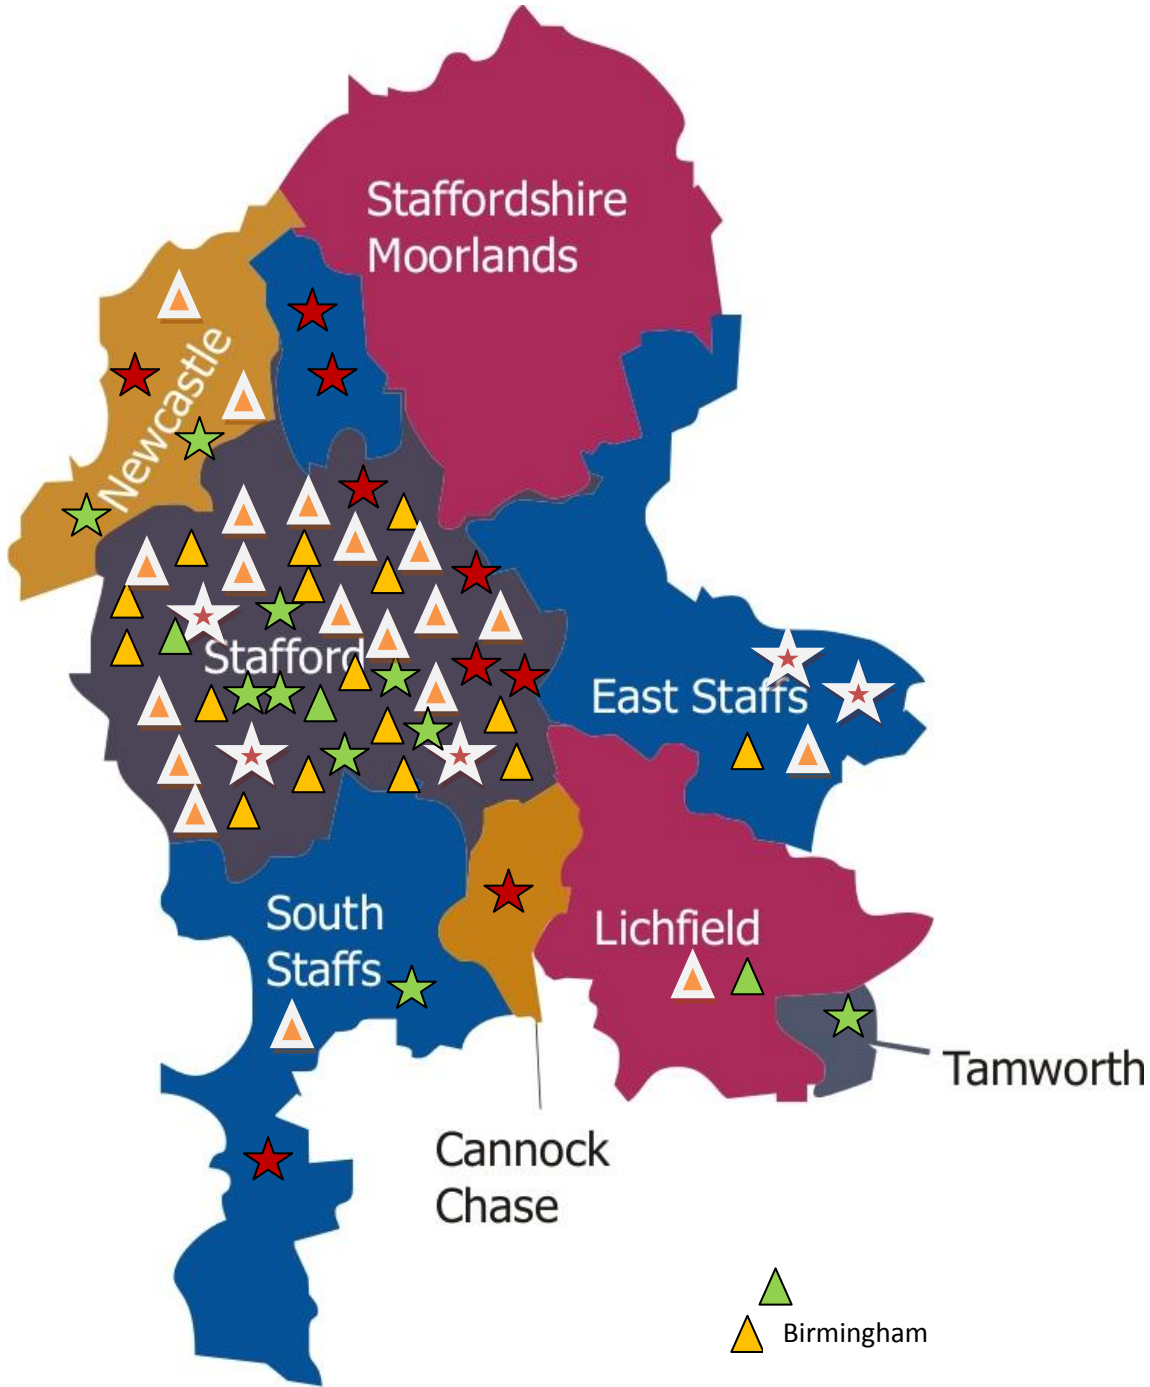 Staffordshire
Moorlands
Newcastle
Stafford
East Staffs
South
Staffs
Lichfield
Tamworth
Cannock
Chase
Birmingham